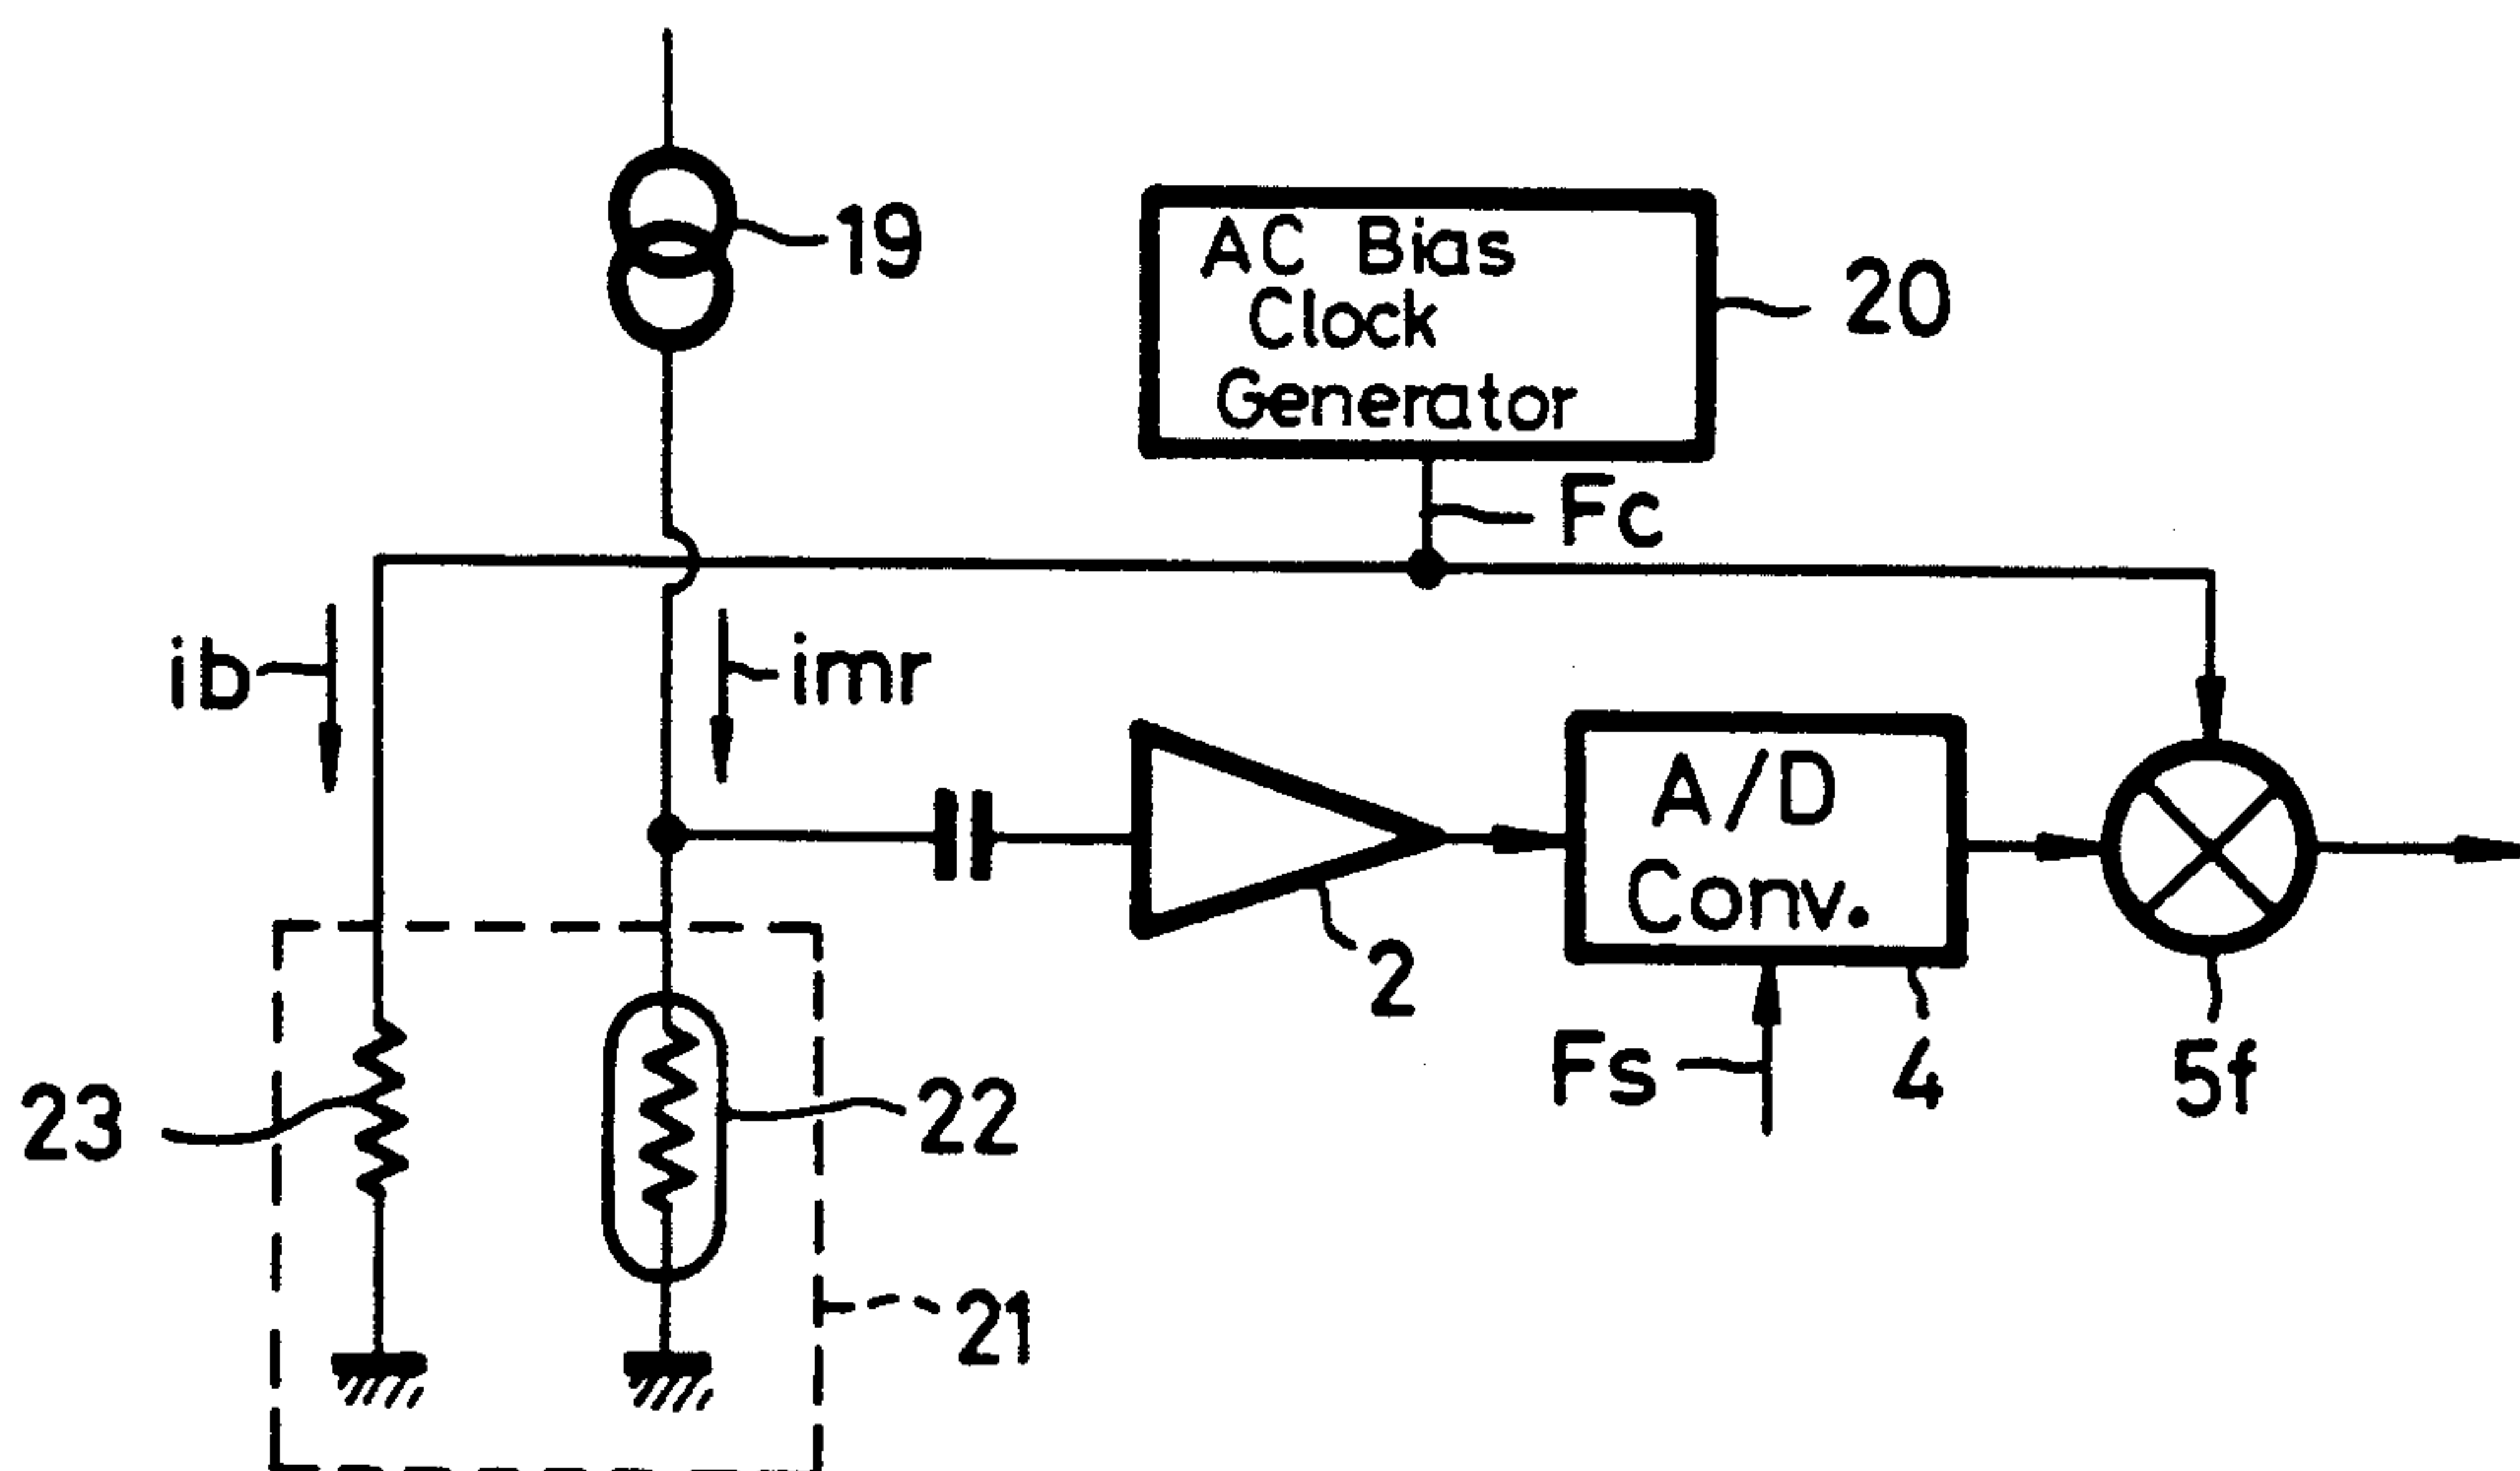 19
AC Bias
Clock
Generator
20
Fc
ib
imr
A/D
Conv.
2
Fs
4
5f
23
22
21